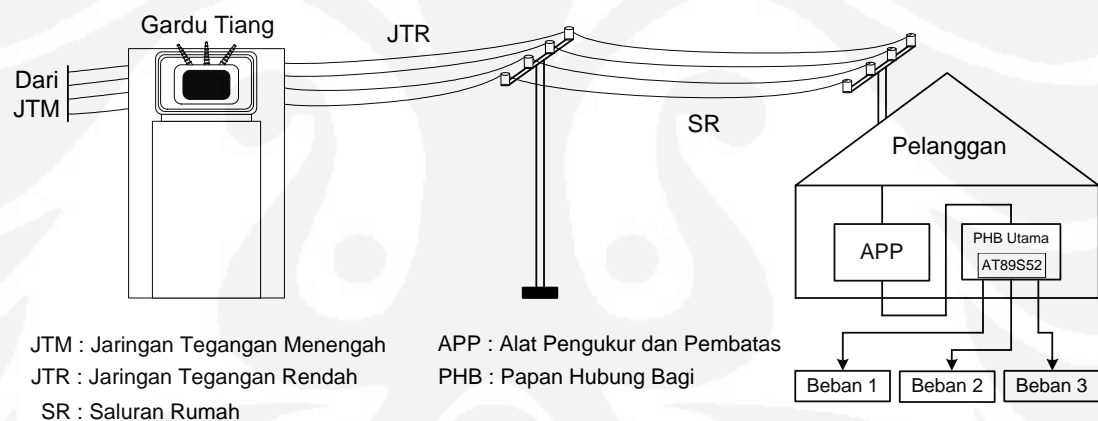 Gardu Tiang
JTR
Dari
JTM
SR
Pelanggan
APP
PHB Utama
AT89S52
Beban 1
Beban 2
Beban 3
JTM : Jaringan Tegangan Menengah
JTR : Jaringan Tegangan Rendah
SR : Saluran Rumah
APP : Alat Pengukur dan Pembatas
PHB : Papan Hubung Bagi